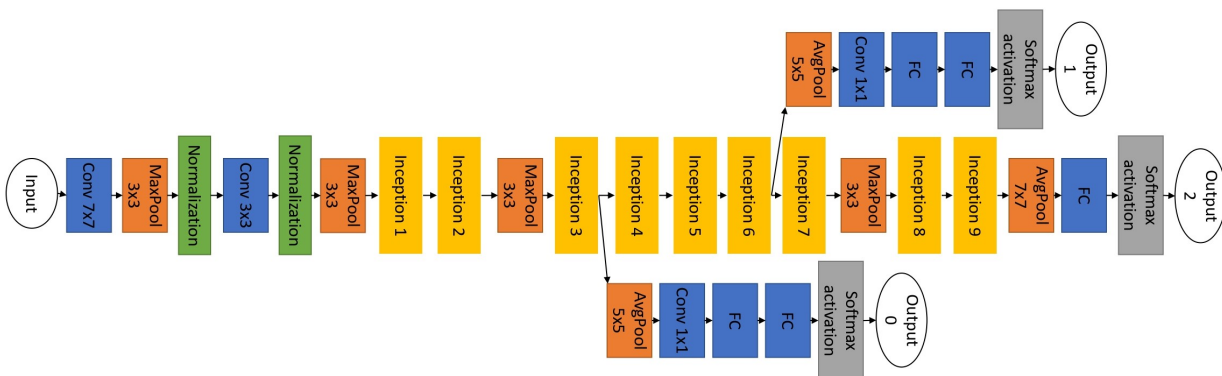 Input
Conv 7x7
MaxPool
3x3
Normalization
Conv 3x3
Normalization
MaxPool
3x3
Inception 1
Inception 2
MaxPool
3x3
Inception 3
Inception 4
Inception 5
Inception 6
Inception 7
MaxPool
3x3
Inception 8
Inception 9
AvgPool
7x7
FC
Softmax
activation
Output
2
AvgPool
5x5
Conv 1x1
FC
FC
Softmax
activation
Output
1
AvgPool
5x5
Conv 1x1
FC
FC
Softmax
activation
Output
0